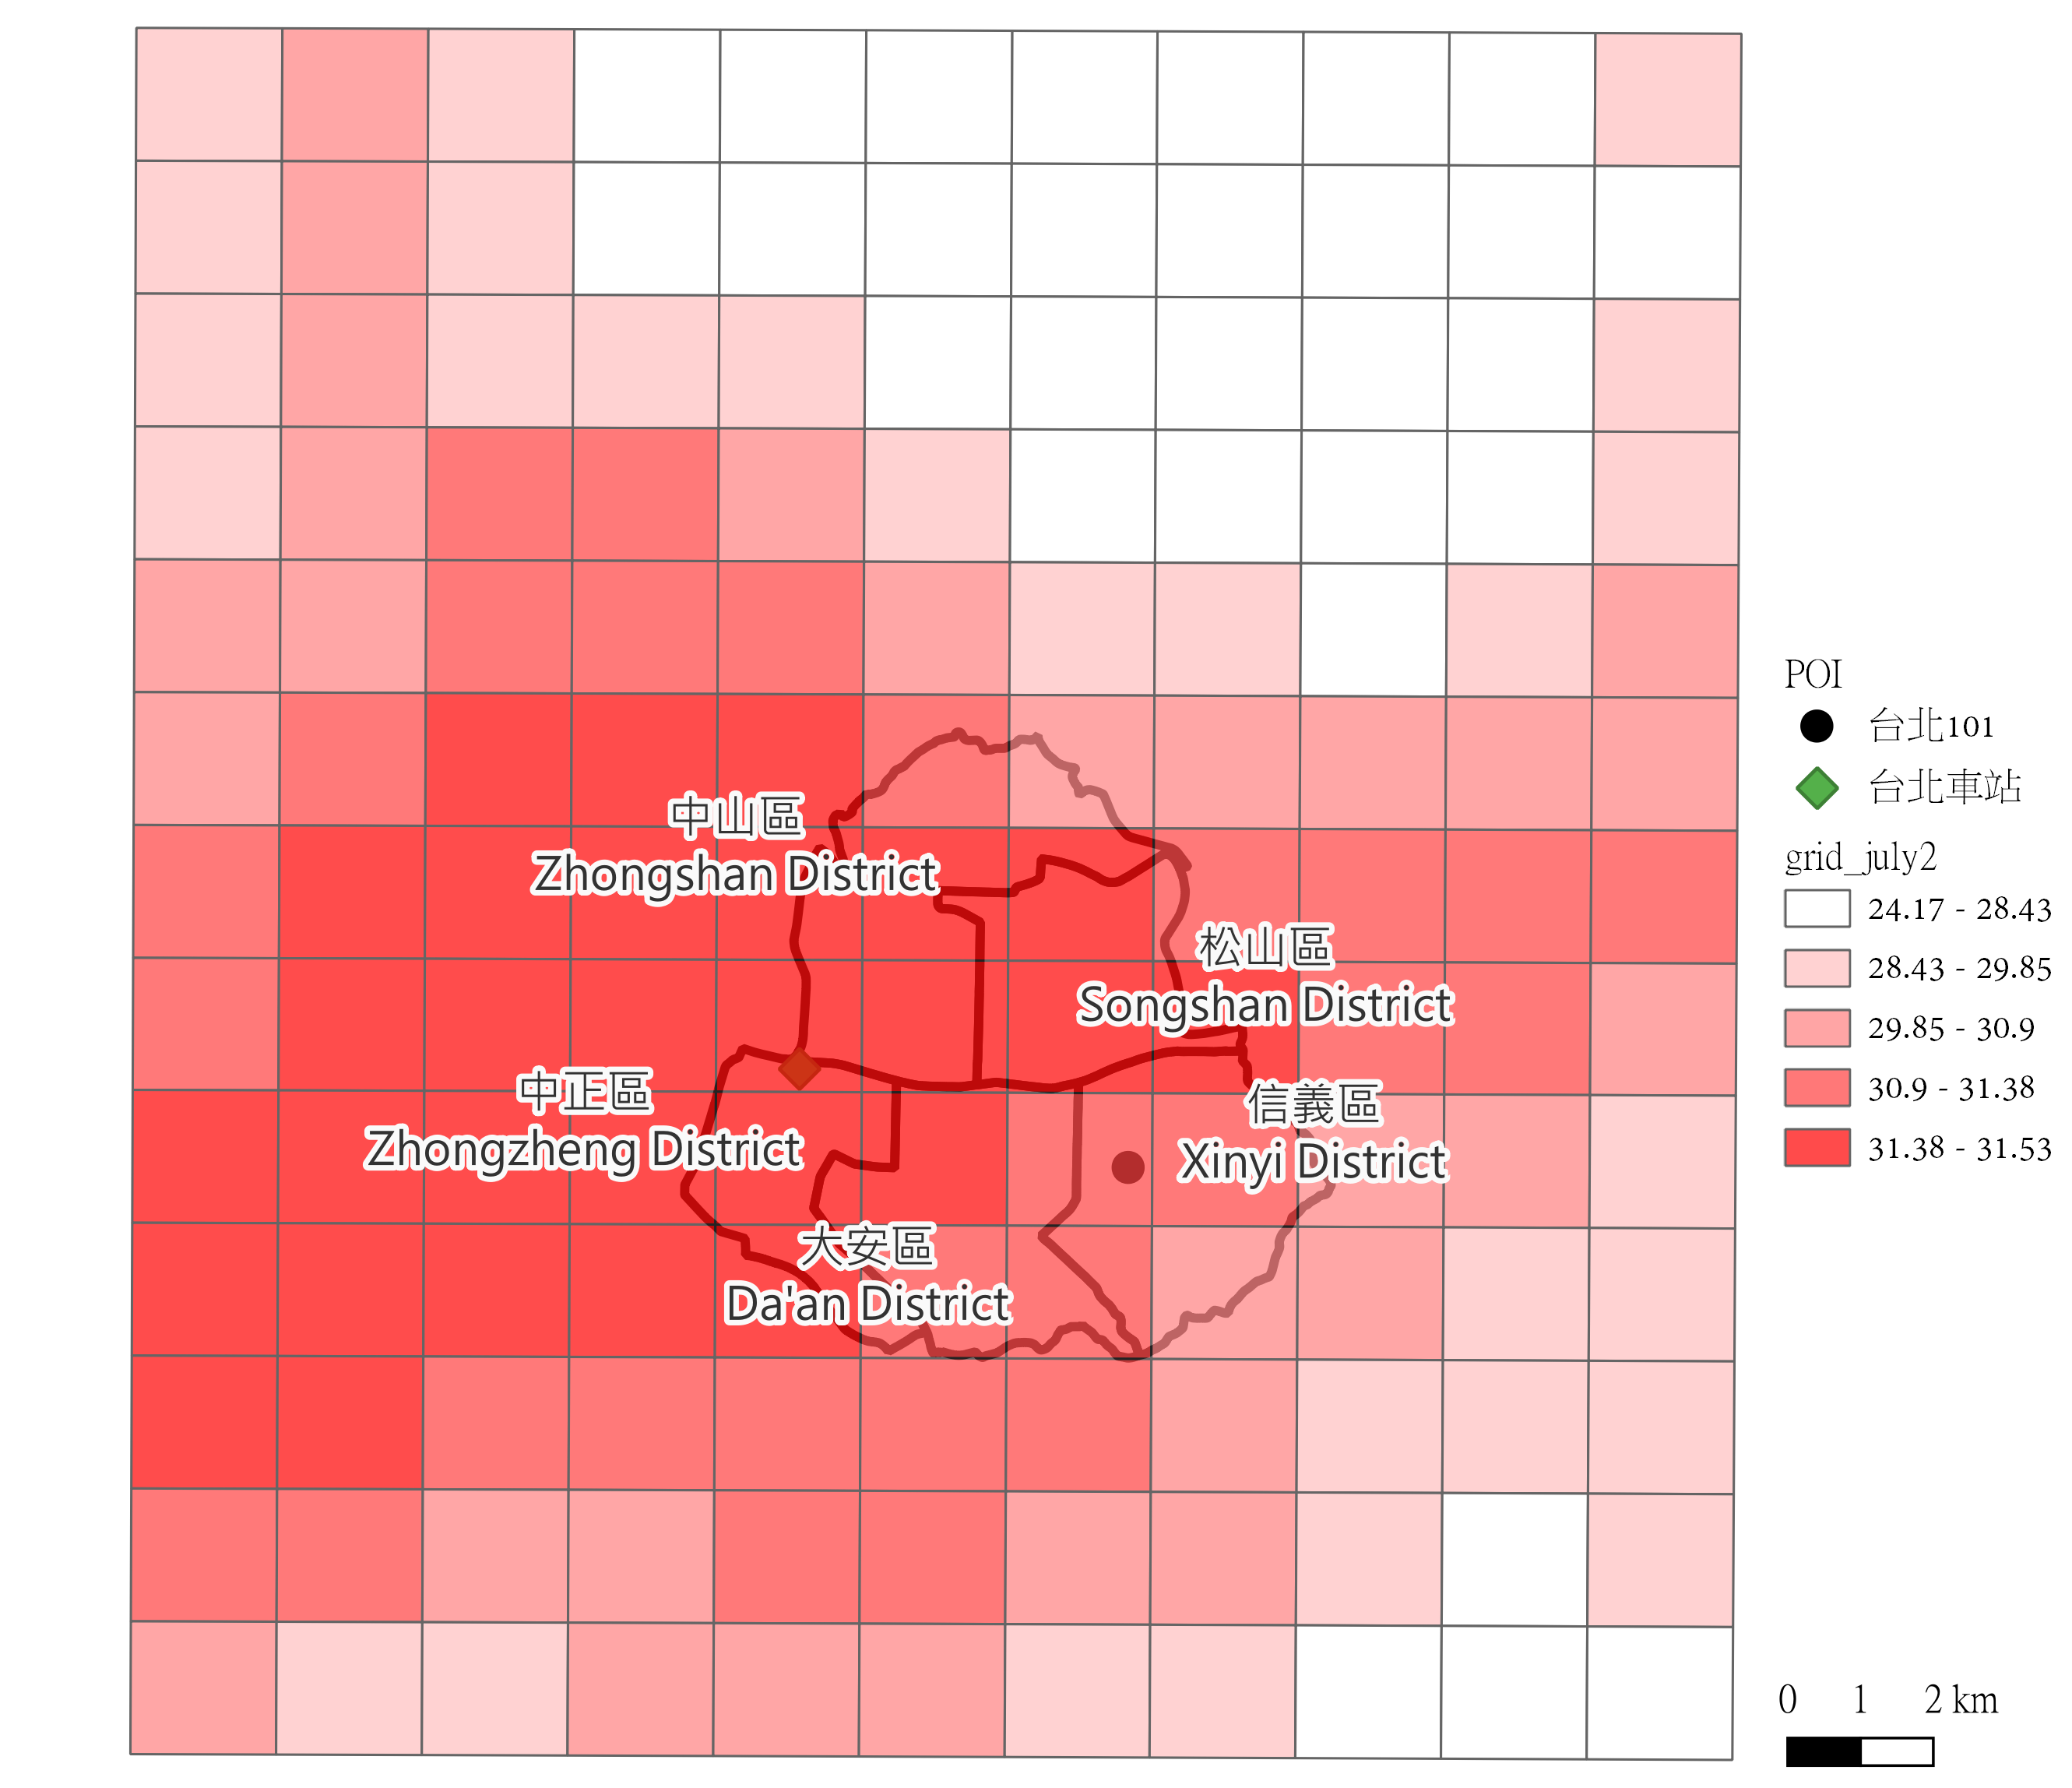 中山區
Zhongshan District
松山區
Songshan District
中正區
Zhongzheng District
信義區
Xinyi District
大安區
Da'an District
POI
台北101
台北車站
grid_july2
24.17 - 28.43
28.43 - 29.85
29.85 - 30.9
30.9 - 31.38
31.38 - 31.53
0 1 2 km